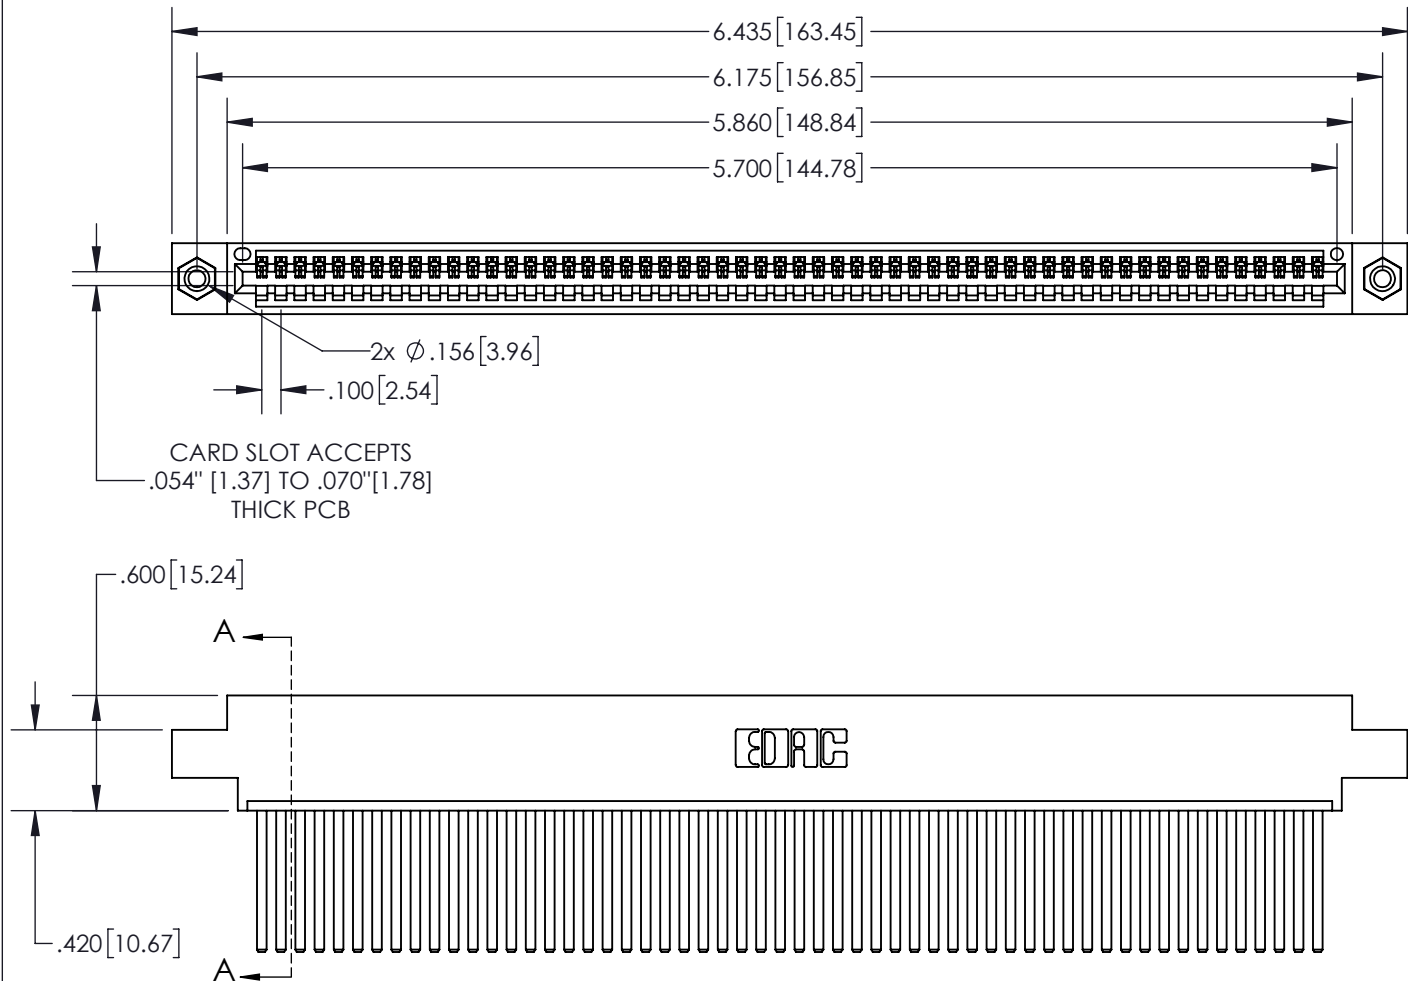 6.435[163.45]
6.175[156.85]
5.860[148.84]
5.700[144.78]
2x Ø.156[3.96]
.100[2.54]
CARD SLOT ACCEPTS
.054" [1.37] TO .070"[1.78]
THICK PCB
.600[15.24]
A
EDAC
.420[10.67]
A